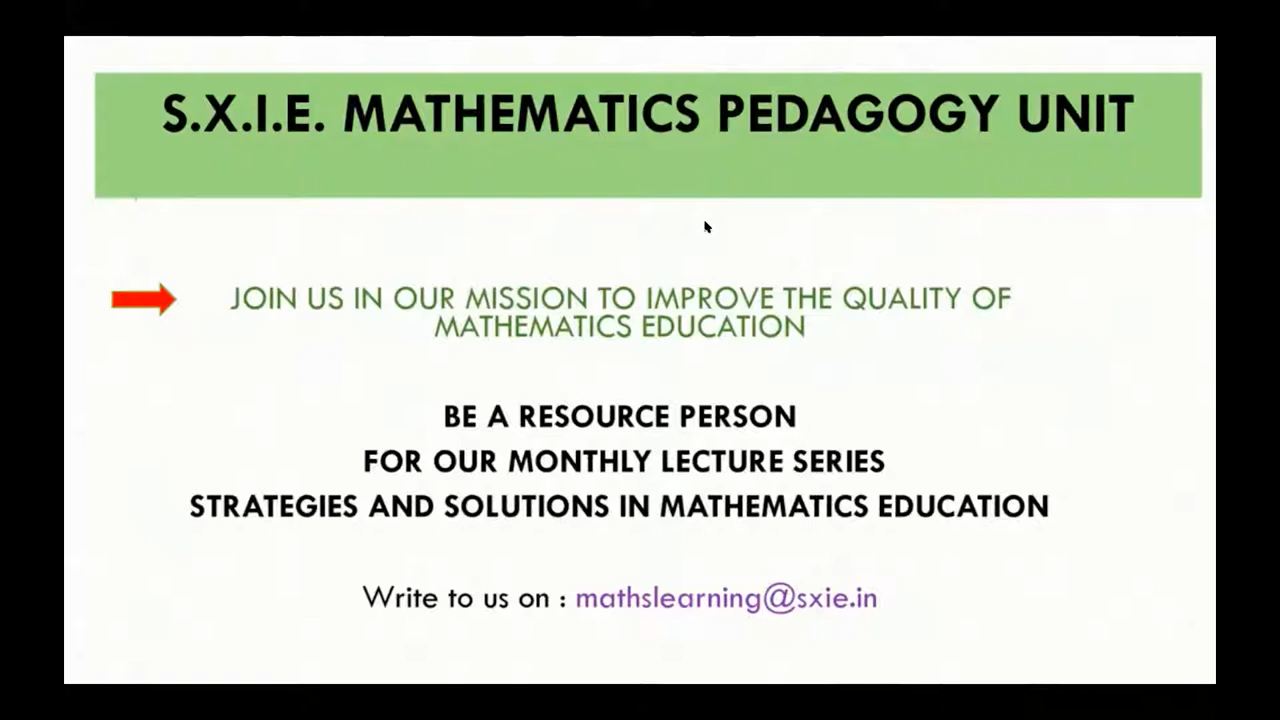 S.X.I.E. MATHEMATICS PEDAGOGY UNIT
JOIN US IN OUR MISSION TO IMPROVE THE QUALITY OF
MATHEMATICS EDUCATION
BE A RESOURCE PERSON
FOR OUR MONTHLY LECTURE SERIES
STRATEGIES AND SOLUTIONS IN MATHEMATICS EDUCATION
Write to us on : mathslearning@sxie.in